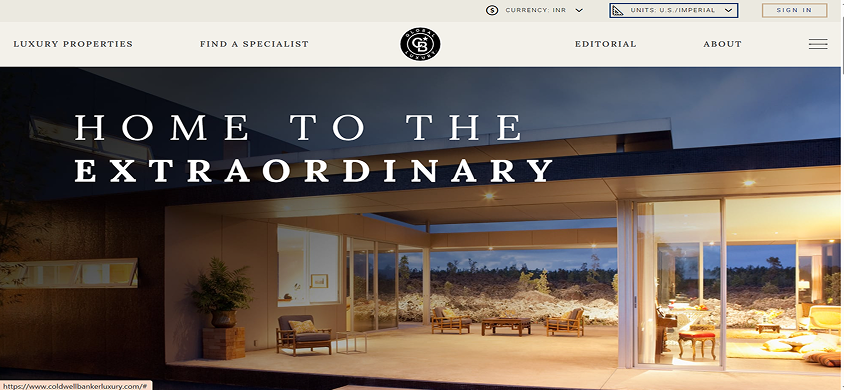 CURRENCY: INR
UNITS: U.S./IMPERIAL
SIGN IN
LUXURY PROPERTIES
FIND A SPECIALIST
GLOBAL
CB
LUXURY
EDITORIAL
ABOUT
HOME TO THE
EXTRAORDINARY
https://www.coldwellbankerluxury.com/#